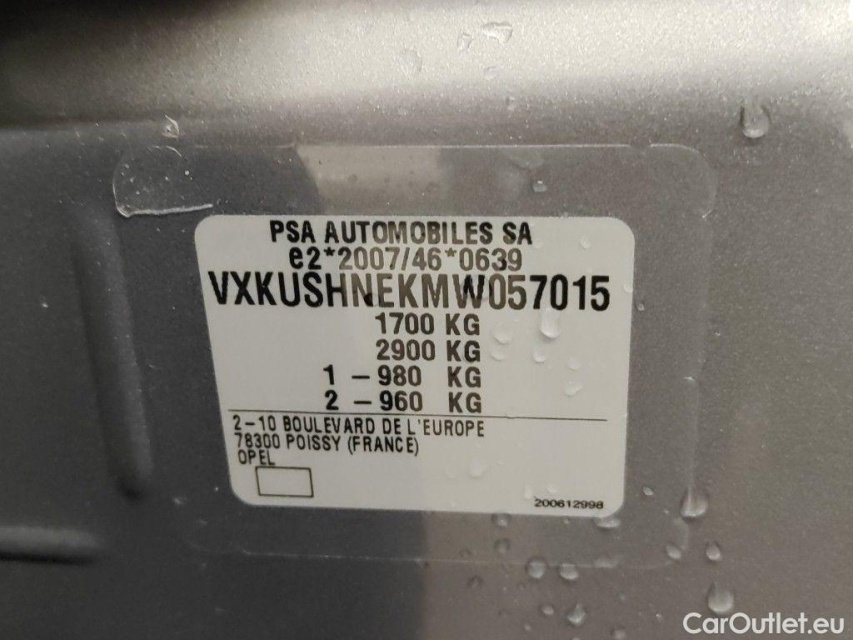 PSA AUTOMOBILES SA
e2*2007/46*0639
VXKUSHNEKMW057015
1700 KG
2900 KG
1 - 980 KG
2 - 960 KG
2-10 BOULEVARD DE L'EUROPE
78300 POISSY (FRANCE)
OPEL
200612998
CarOutlet.eu